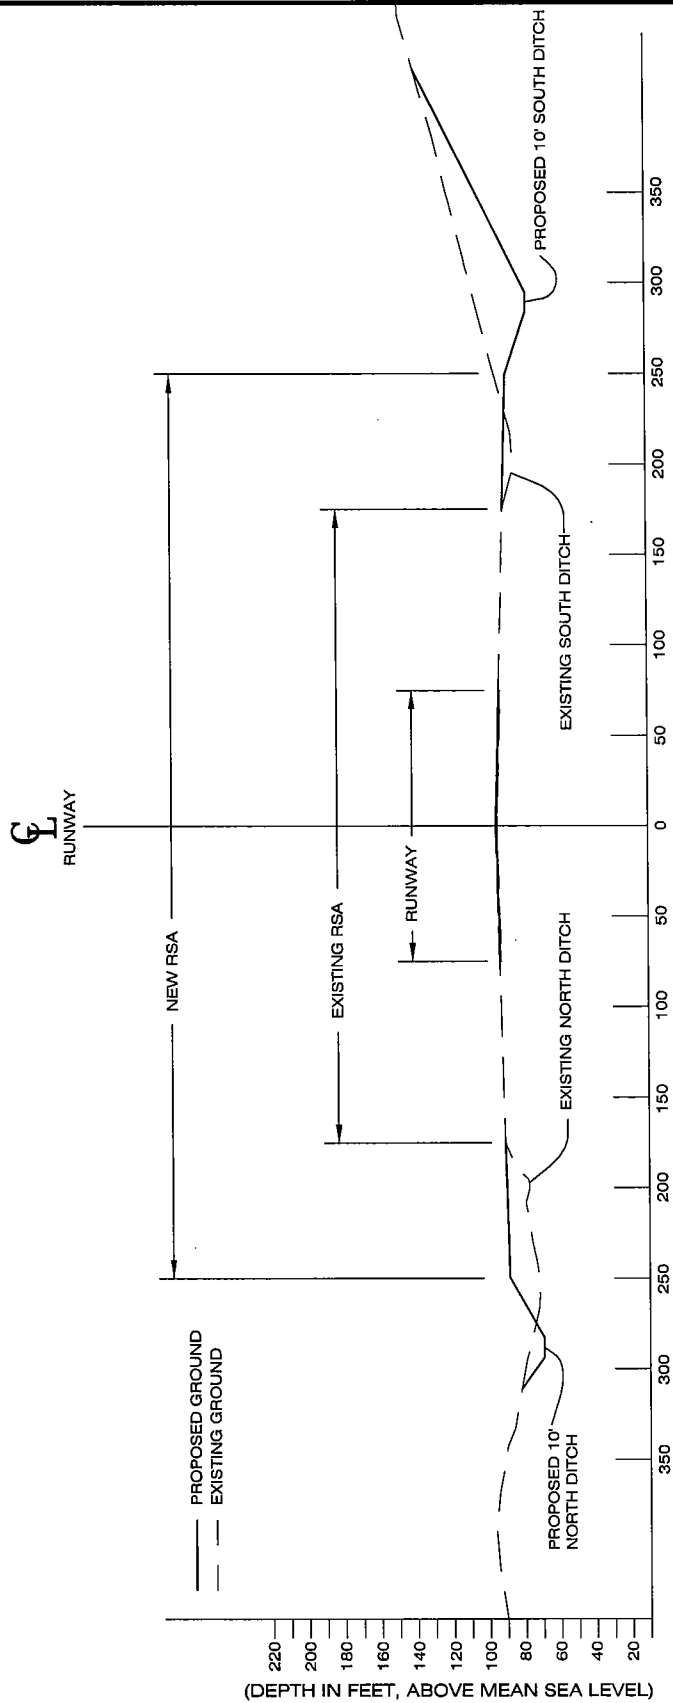 CL
RUNWAY
NEW RSA
EXISTING RSA
RUNWAY
PROPOSED GROUND
EXISTING GROUND
PROPOSED 10'
NORTH DITCH
EXISTING NORTH DITCH
EXISTING SOUTH DITCH
PROPOSED 10' SOUTH DITCH
220
200
180
160
140
120
100
80
60
40
20
(DEPTH IN FEET, ABOVE MEAN SEA LEVEL)
350
300
250
200
150
100
50
0
50
100
150
200
250
300
350